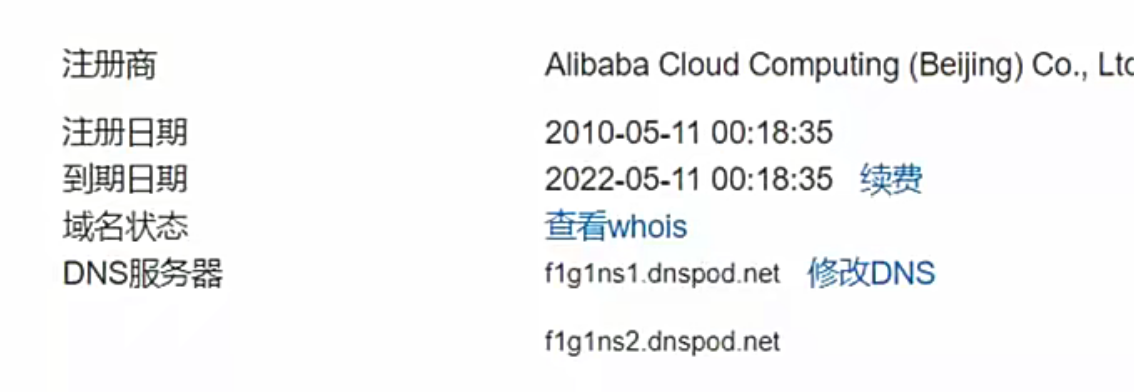 注册商 Alibaba Cloud Computing (Beijing) Co., Ltd
注册日期 2010-05-11 00:18:35
到期日期 2022-05-11 00:18:35 续费
域名状态 查看whois
DNS服务器 f1g1ns1.dnspod.net 修改DNS
f1g1ns2.dnspod.net